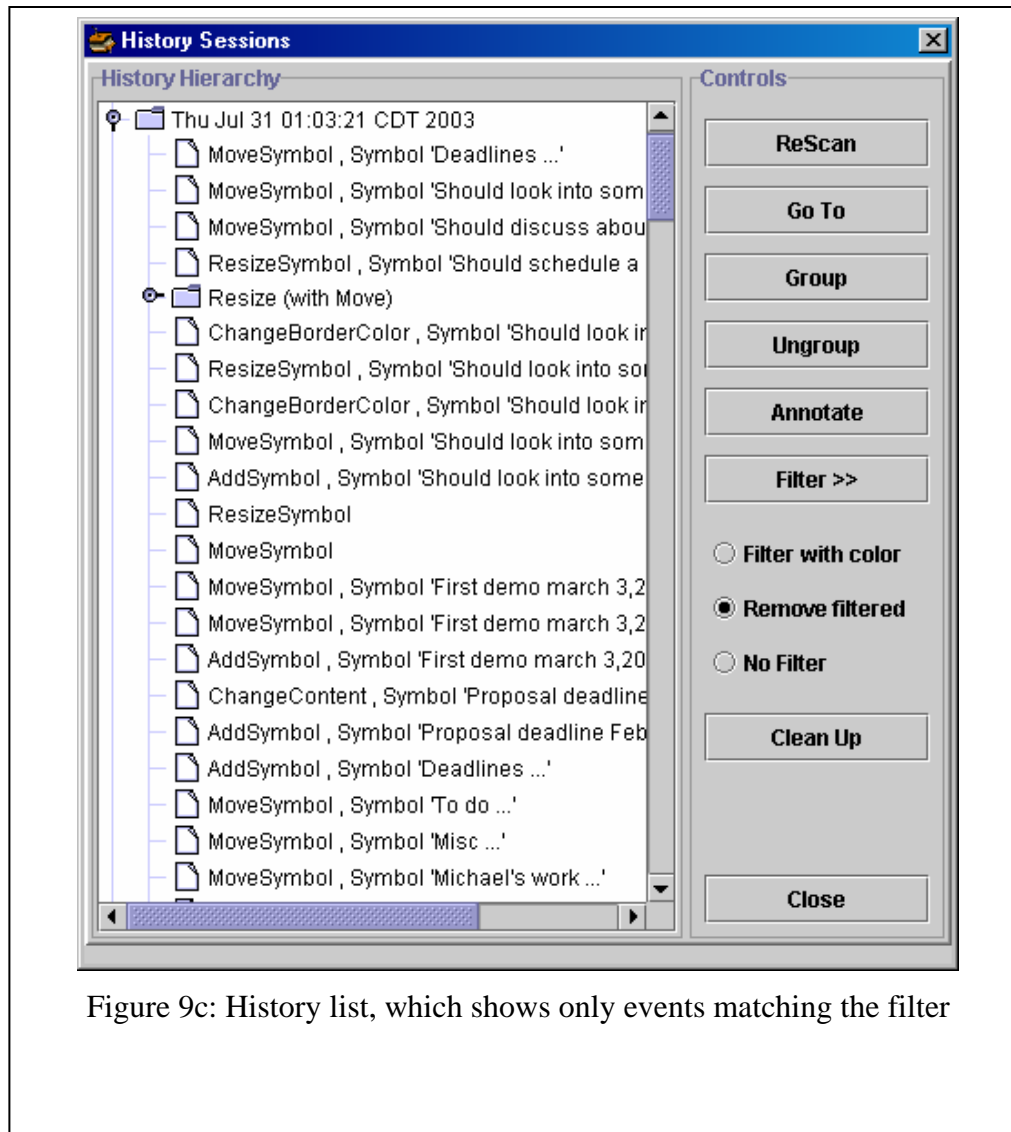 History Sessions
History Hierarchy
Thu Jul 31 01:03:21 CDT 2003
MoveSymbol , Symbol 'Deadlines ...'
MoveSymbol , Symbol 'Should look into som
MoveSymbol , Symbol 'Should discuss abou
ResizeSymbol , Symbol 'Should schedule a
Resize (with Move)
ChangeBorderColor , Symbol 'Should look ir
ResizeSymbol , Symbol 'Should look into soi
ChangeBorderColor , Symbol 'Should look ir
MoveSymbol , Symbol 'Should look into som
AddSymbol , Symbol 'Should look into some
ResizeSymbol
MoveSymbol
MoveSymbol , Symbol 'First demo march 3,2
MoveSymbol , Symbol 'First demo march 3,2
AddSymbol , Symbol 'First demo march 3,20
ChangeContent , Symbol 'Proposal deadline
AddSymbol , Symbol 'Proposal deadline Feb
AddSymbol , Symbol 'Deadlines ...'
MoveSymbol , Symbol 'To do ...'
MoveSymbol , Symbol 'Misc ...'
MoveSymbol , Symbol 'Michael's work ...'
Controls
ReScan
Go To
Group
Ungroup
Annotate
Filter >>
Filter with color
Remove filtered
No Filter
Clean Up
Close
Figure 9c: History list, which shows only events matching the filter